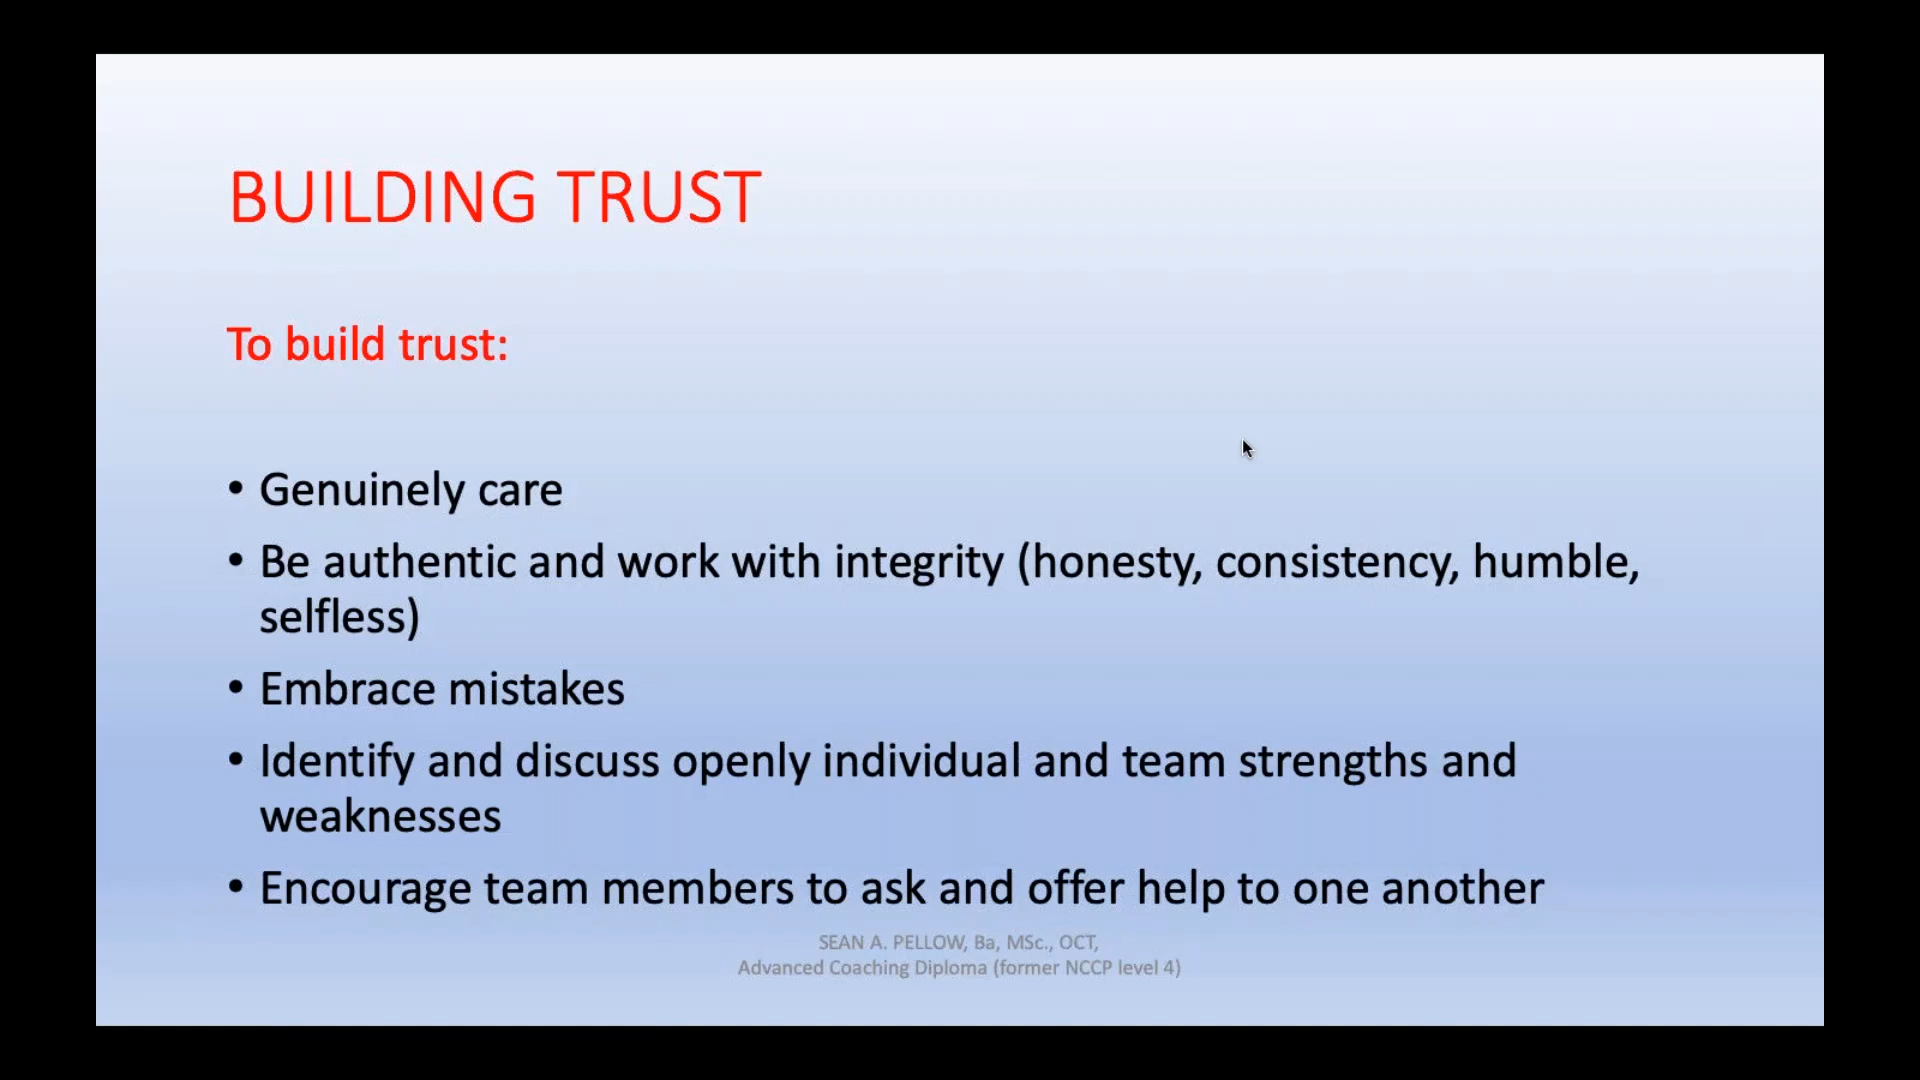 BUILDING TRUST
To build trust:
• Genuinely care
• Be authentic and work with integrity (honesty, consistency, humble,
selfless)
• Embrace mistakes
• Identify and discuss openly individual and team strengths and
weaknesses
• Encourage team members to ask and offer help to one another
SEAN A. PELLOW, Ba, MSc., OCT,
Advanced Coaching Diploma (former NCCP level 4)